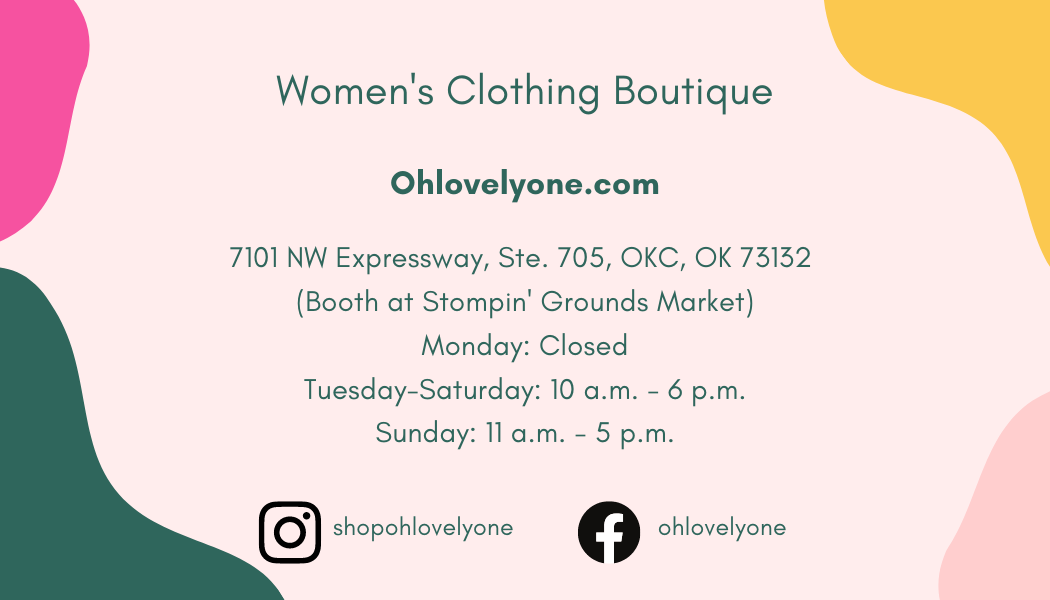 Women's Clothing Boutique
Ohlovelyone.com
7101 NW Expressway, Ste. 705, OKC, OK 73132
(Booth at Stompin' Grounds Market)
Monday: Closed
Tuesday-Saturday: 10 a.m. - 6 p.m.
Sunday: 11 a.m. - 5 p.m.
shopohlovelyone ohlovelyone